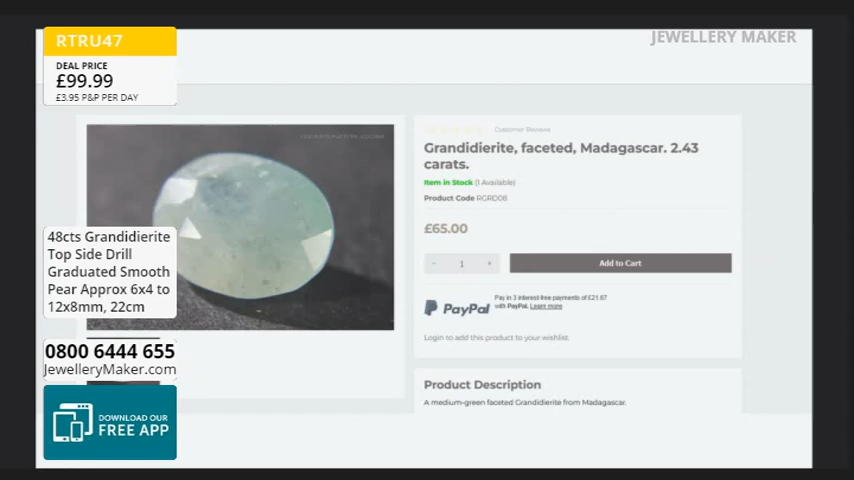 RTRU47
DEAL PRICE
£99.99
£3.95 P&P PER DAY
JEWELLERY MAKER
Customer Reviews
Grandidierite, faceted, Madagascar. 2.43
carats.
Item in Stock (1 Available)
Product Code RGRD08
£65.00
- 1 +
Add to Cart
PayPal
Pay in 3 interest-free payments of £21.67
with PayPal. Learn more
Login to add this product to your wishlist.
Product Description
A medium-green faceted Grandidierite from Madagascar.
48cts Grandidierite
Top Side Drill
Graduated Smooth
Pear Approx 6x4 to
12x8mm, 22cm
0800 6444 655
JewelleryMaker.com
DOWNLOAD OUR
FREE APP